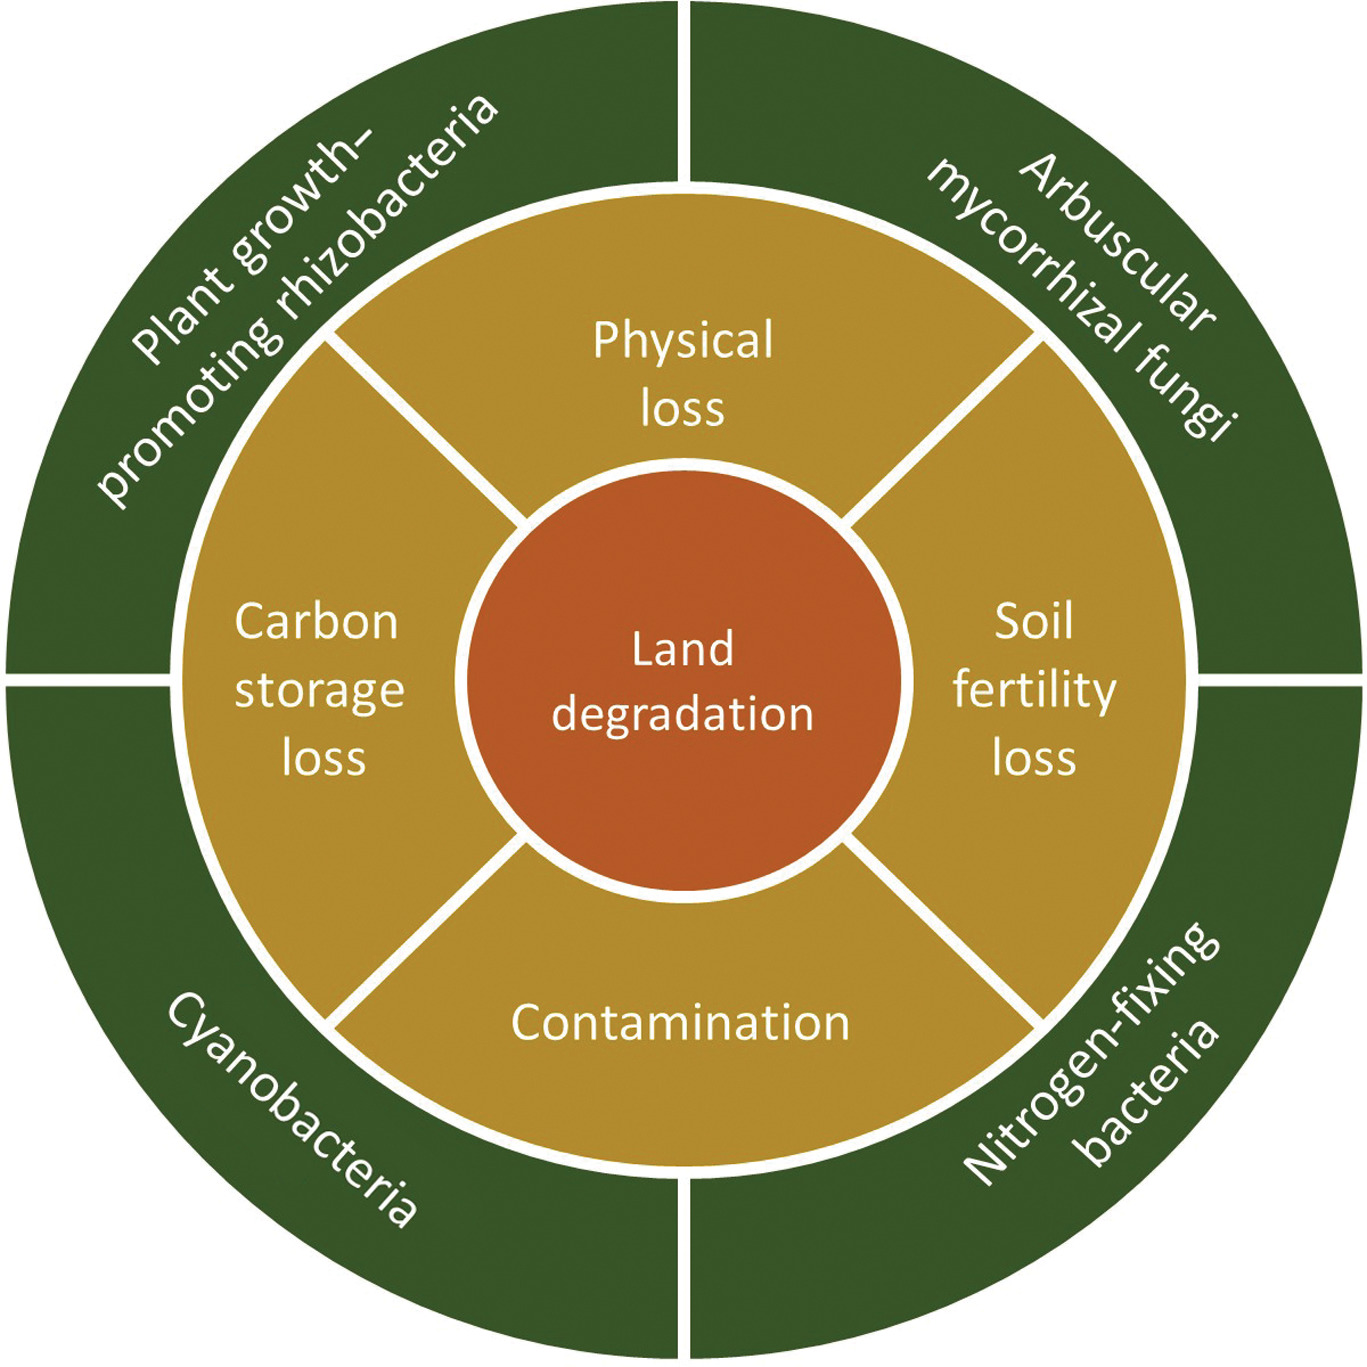 Plant growth–
promoting rhizobacteria
Arbuscular
mycorrhizal fungi
Physical
loss
Carbon
storage
loss
Land
degradation
Soil
fertility
loss
Contamination
Cyanobacteria
Nitrogen-fixing
bacteria